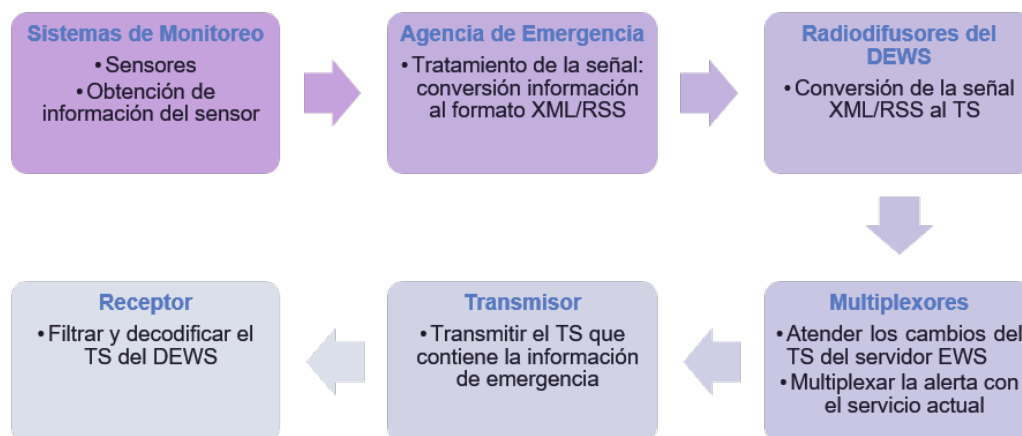 Sistemas de Monitoreo
• Sensores
• Obtención de
información del sensor
Agencia de Emergencia
• Tratamiento de la señal:
conversión información
al formato XML/RSS
Radiodifusores del
DEWS
• Conversión de la señal
XML/RSS al TS
Multiplexores
• Atender los cambios del
TS del servidor EWS
• Multiplexar la alerta con
el servicio actual
Transmisor
• Transmitir el TS que
contiene la información
de emergencia
Receptor
• Filtrar y decodificar el
TS del DEWS